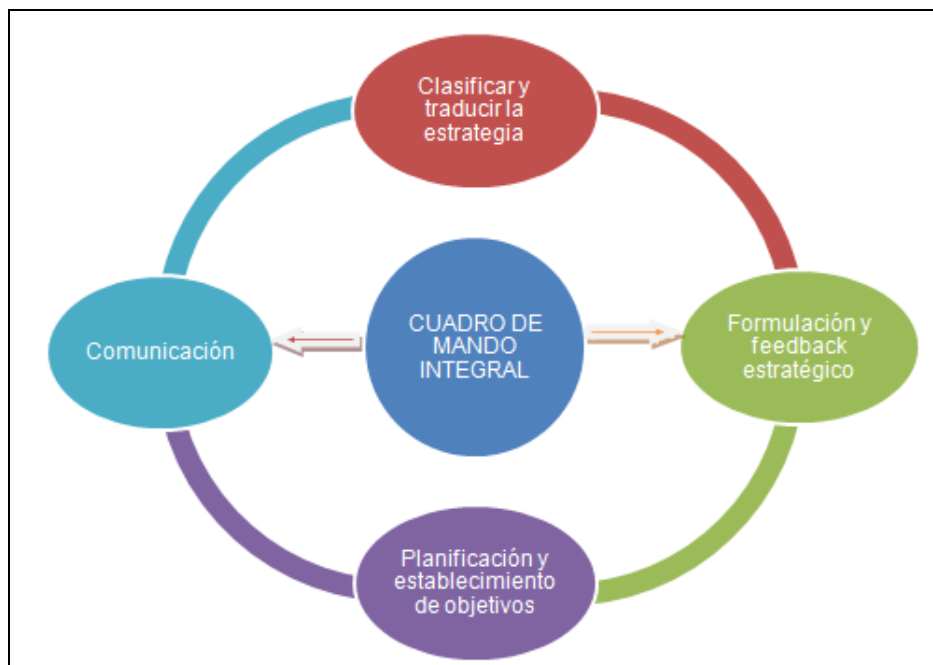 Clasificar y
traducir la
estrategia
Comunicación
CUADRO DE
MANDO
INTEGRAL
Formulación y
feedback
estratégico
Planificación y
establecimiento
de objetivos